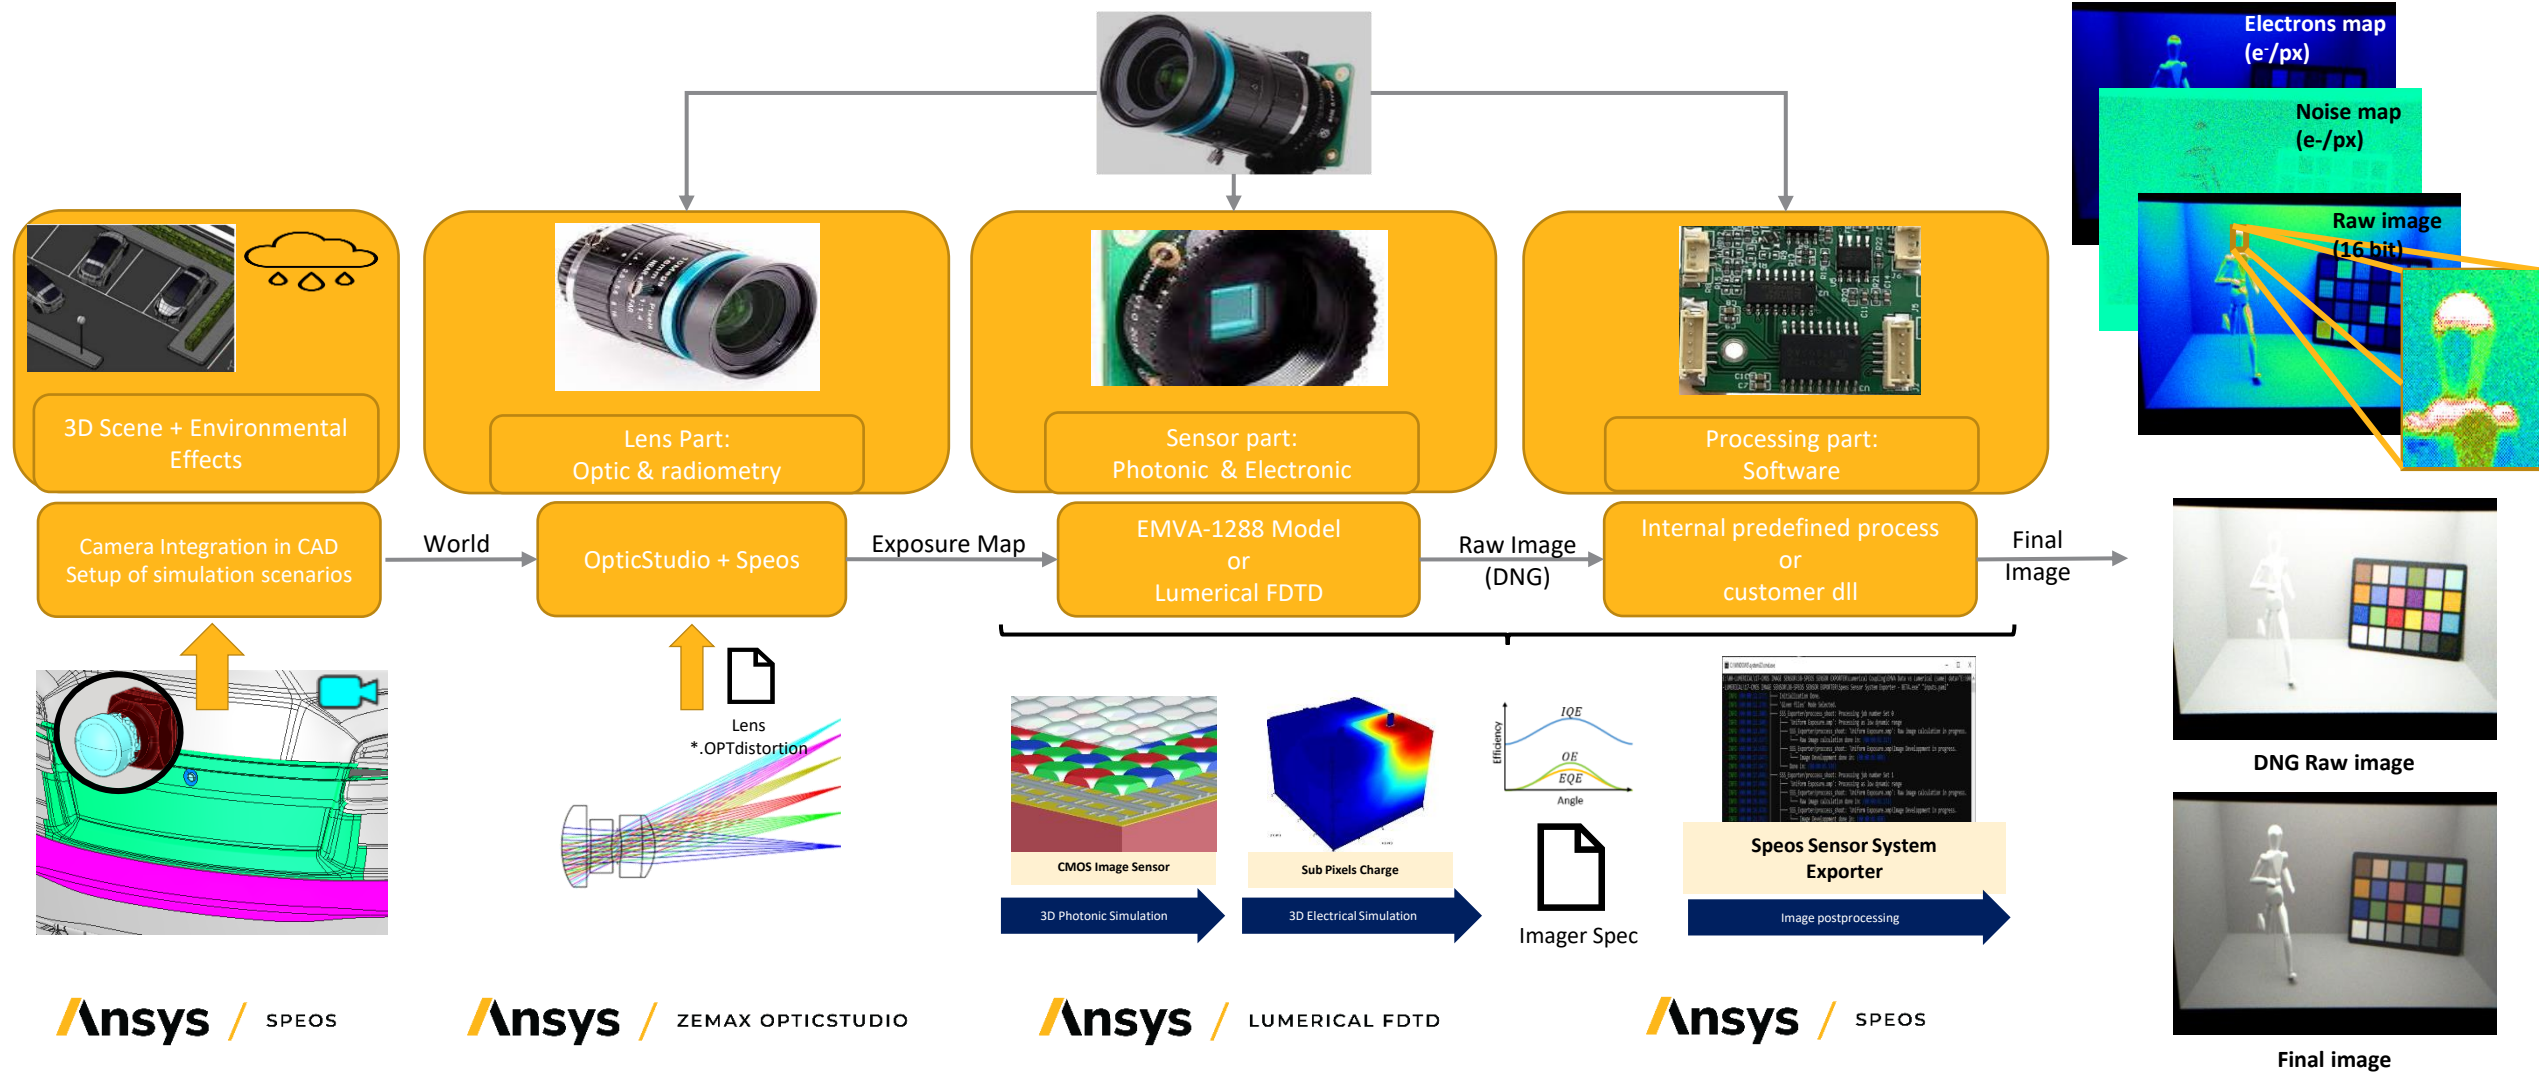 Electrons map
(e-/px)
Noise map
(e-/px)
Raw image
(16 bit)
3D Scene + Environmental
Effects
Lens Part:
Optic & radiometry
Sensor part:
Photonic & Electronic
Processing part:
Software
Camera Integration in CAD
Setup of simulation scenarios
World
OpticStudio + Speos
Exposure Map
EMVA-1288 Model
or
Lumerical FDTD
Raw Image
(DNG)
Internal predefined process
or
customer dll
Final
Image
Lens
*.OPTdistortion
Efficiency
IQE
OE
EQE
Angle
CMOS Image Sensor
Sub Pixels Charge
Speos Sensor System
Exporter
3D Photonic Simulation
3D Electrical Simulation
Imager Spec
Image postprocessing
DNG Raw image
Final image
Ansys / SPEOS
Ansys / ZEMAX OPTICSTUDIO
Ansys / LUMERICAL FDTD
Ansys / SPEOS